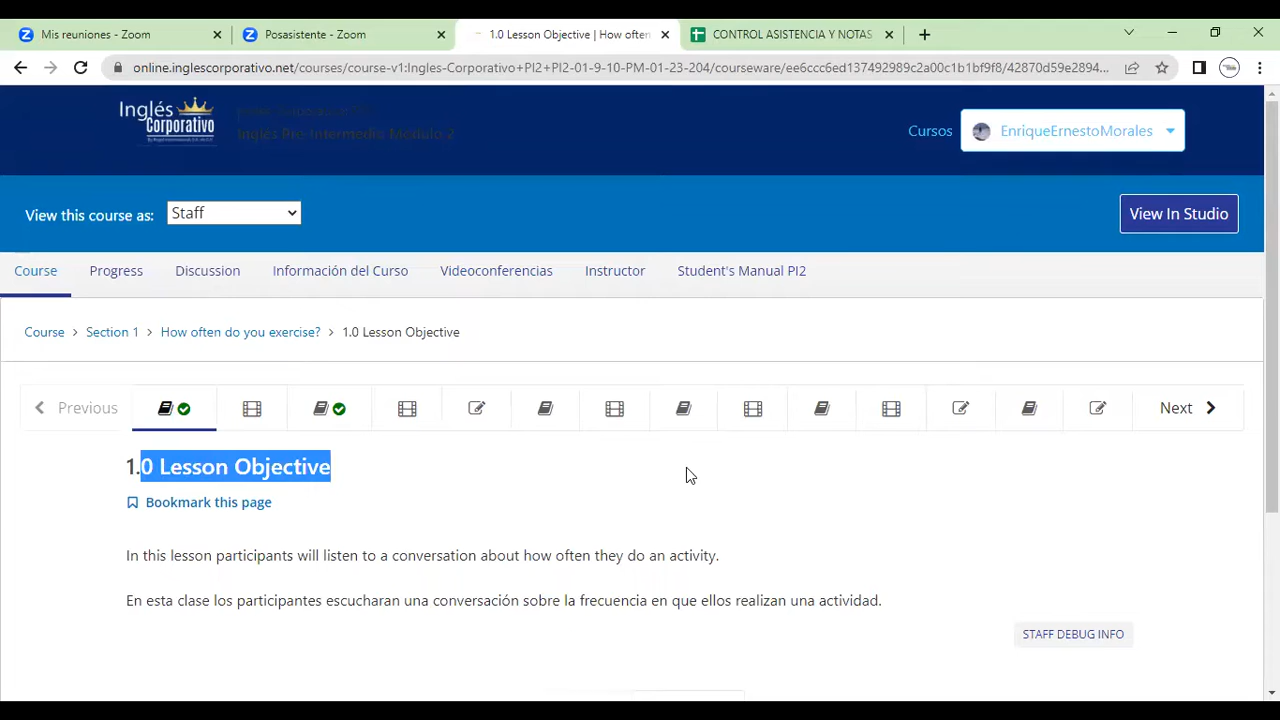 Mis reuniones - Zoom
Posasistente - Zoom
1.0 Lesson Objective | How often
CONTROL ASISTENCIA Y NOTAS
online.inglescorporativo.net/courses/course-v1:Ingles-Corporativo+PI2+PI2-01-9-10-PM-01-23-204/courseware/ee6ccc6ed137492989c2a00c1b1bf9f8/42870d59e2894...
Inglés
Corporativo
Ingles Pre-Intermedio Modulo 2
Cursos
EnriqueErnestoMorales
View this course as:
Staff
View In Studio
Course
Progress
Discussion
Información del Curso
Videoconferencias
Instructor
Student's Manual PI2
Course > Section 1 > How often do you exercise? > 1.0 Lesson Objective
Previous
Next
1.0 Lesson Objective
Bookmark this page
In this lesson participants will listen to a conversation about how often they do an activity.
En esta clase los participantes escucharan una conversación sobre la frecuencia en que ellos realizan una actividad.
STAFF DEBUG INFO